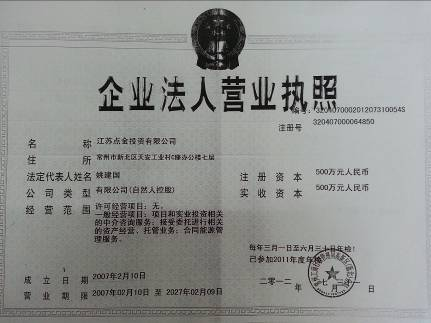 企业法人营业执照
编号:320407000201207310054S
注册号 320407000064850
名称 江苏点金投资有限公司
住所 常州市新北区天安工业村C座办公楼七层
法定代表人姓名 姚建国
注册资本 500万元人民币
公司类型 有限公司(自然人控股)
实收资本 500万元人民币
经营范围 许可经营项目:无。
一般经营项目:项目和实业投资相关
的中介咨询服务;接受委托进行相关
的资产经营、托管业务;合同能源管
理服务。
每年三月一日至六月三十日年检!
已参加2011年度年检
成立日期 2007年2月10日
二〇一二 年 七月 一日
营业期限 2007年02月10日 至 2027年02月09日